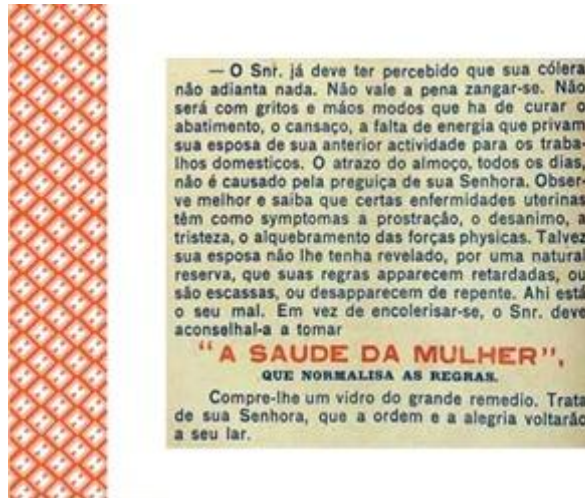 — O Snr. já deve ter percebido que sua cólera
não adianta nada. Não vale a pena zangar-se. Não
será com gritos e máos modos que ha de curar o
abatimento, o cansaço, a falta de energia que privam
sua esposa de sua anterior actividade para os traba-
lhos domesticos. O atrazo do almoço, todos os dias,
não é causado pela preguiça de sua Senhora. Obser-
ve melhor e saiba que certas enfermidades uterinas
têm como symptomas a prostração, o desanimo, a
tristeza, o alquebramento das forças physicas. Talvez
sua esposa não lhe tenha revelado, por uma natural
reserva, que suas regras apparecem retardadas, ou
são escassas, ou desapparecem de repente. Ahi está
o seu mal. Em vez de encolerisar-se, o Snr. deve
aconselhal-a a tomar
"A SAUDE DA MULHER",
QUE NORMALISA AS REGRAS.
Compre-lhe um vidro do grande remedio. Trata
de sua Senhora, que a ordem e a alegria voltarão
a seu lar.